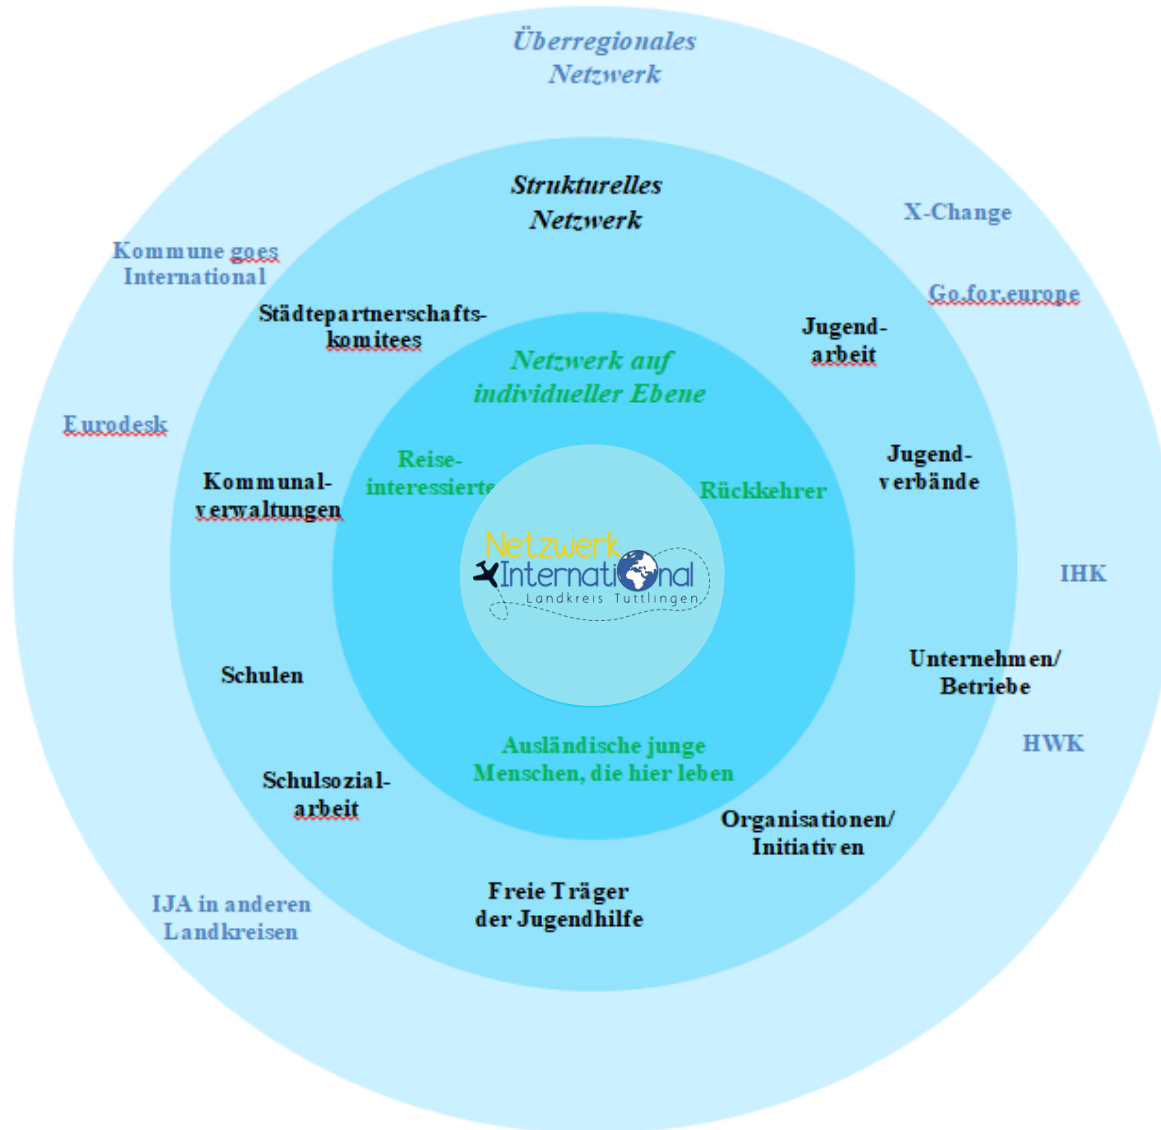 Überregionales
Netzwerk
Strukturelles
Netzwerk
X-Change
Kommune goes
International
Go.for.europe
Städtepartnerschafts-
komitees
Jugend-
arbeit
Netzwerk auf
individueller Ebene
Eurodesk
Reise-
interessierte
Rückkehrer
Jugend-
verbände
Kommunal-
verwaltungen
Netzwerk
International
Landkreis Tuttlingen
IHK
Unternehmen/
Betriebe
Schulen
HWK
Ausländische junge
Menschen, die hier leben
Schulsozial-
arbeit
Organisationen/
Initiativen
Freie Träger
der Jugendhilfe
IJA in anderen
Landkreisen